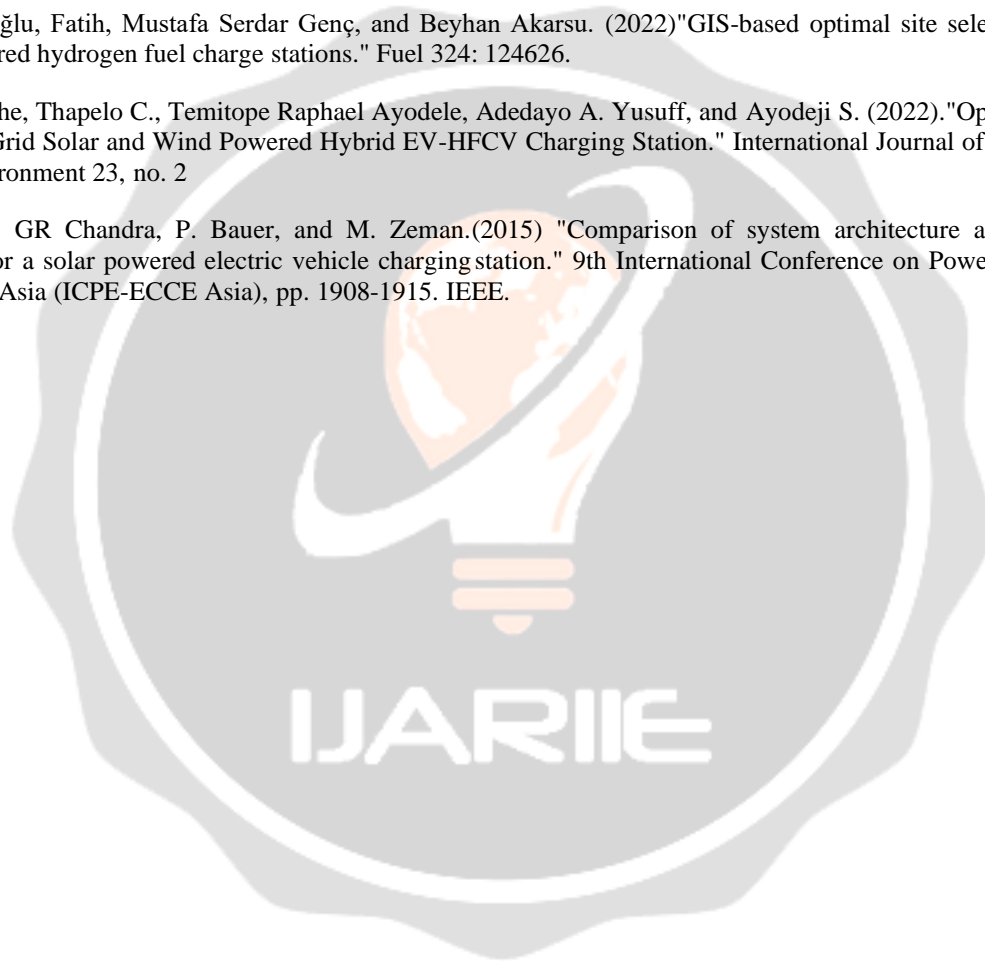 ğlu, Fatih, Mustafa Serdar Genç, and Beyhan Akarsu. (2022)"GIS-based optimal site sele
red hydrogen fuel charge stations." Fuel 324: 124626.
he, Thapelo C., Temitope Raphael Ayodele, Adedayo A. Yusuff, and Ayodeji S. (2022)."Op
Grid Solar and Wind Powered Hybrid EV-HFCV Charging Station." International Journal of
ronment 23, no. 2
GR Chandra, P. Bauer, and M. Zeman.(2015) "Comparison of system architecture a
or a solar powered electric vehicle charging station." 9th International Conference on Powe
Asia (ICPE-ECCE Asia), pp. 1908-1915. IEEE.
IJARIIE